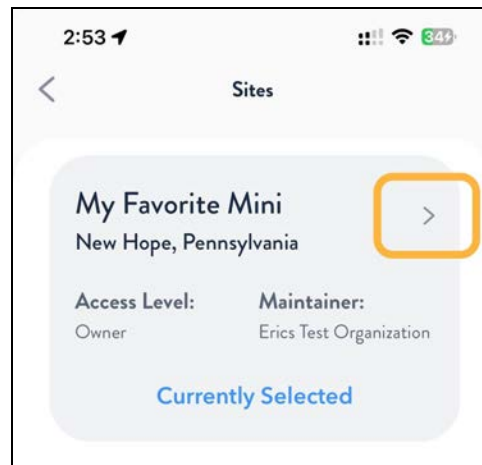 2:53
34
Sites
My Favorite Mini
New Hope, Pennsylvania
Access Level: Maintainer:
Owner Erics Test Organization
Currently Selected